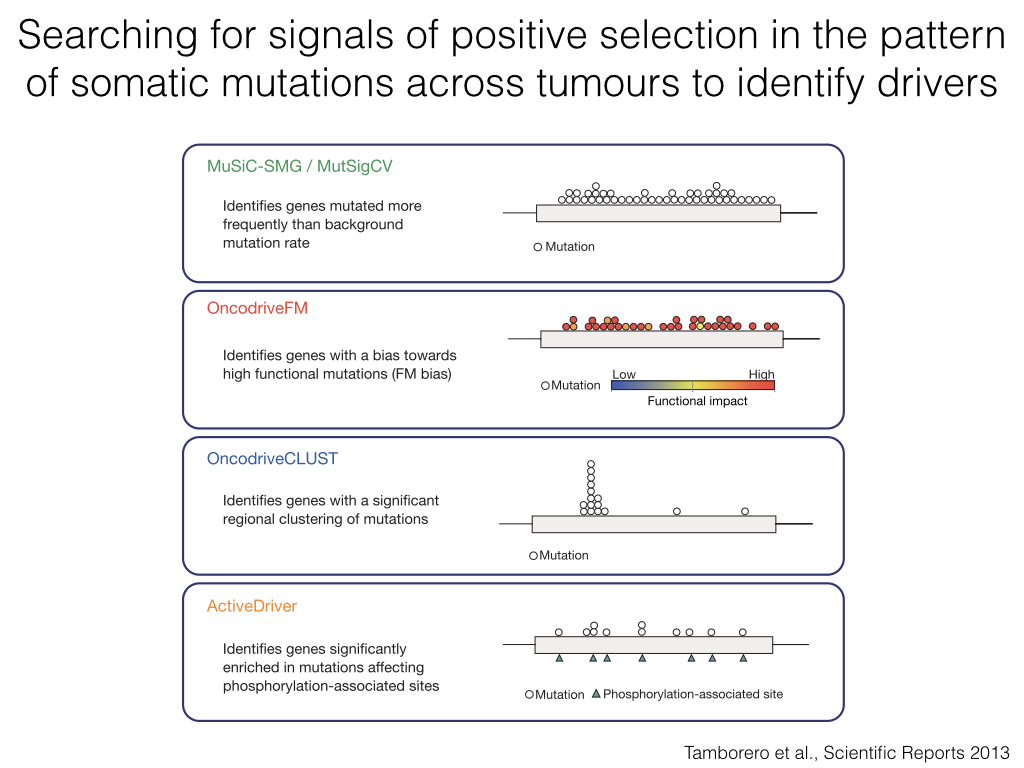 Searching for signals of positive selection in the pattern
of somatic mutations across tumours to identify drivers
MuSiC-SMG / MutSigCV
Identifies genes mutated more
frequently than background
mutation rate
Mutation
OncodriveFM
Identifies genes with a bias towards
high functional mutations (FM bias)
Mutation
Low
High
Functional impact
OncodriveCLUST
Identifies genes with a significant
regional clustering of mutations
Mutation
ActiveDriver
Identifies genes significantly
enriched in mutations affecting
phosphorylation-associated sites
Mutation
Phosphorylation-associated site
Tamborero et al., Scientific Reports 2013